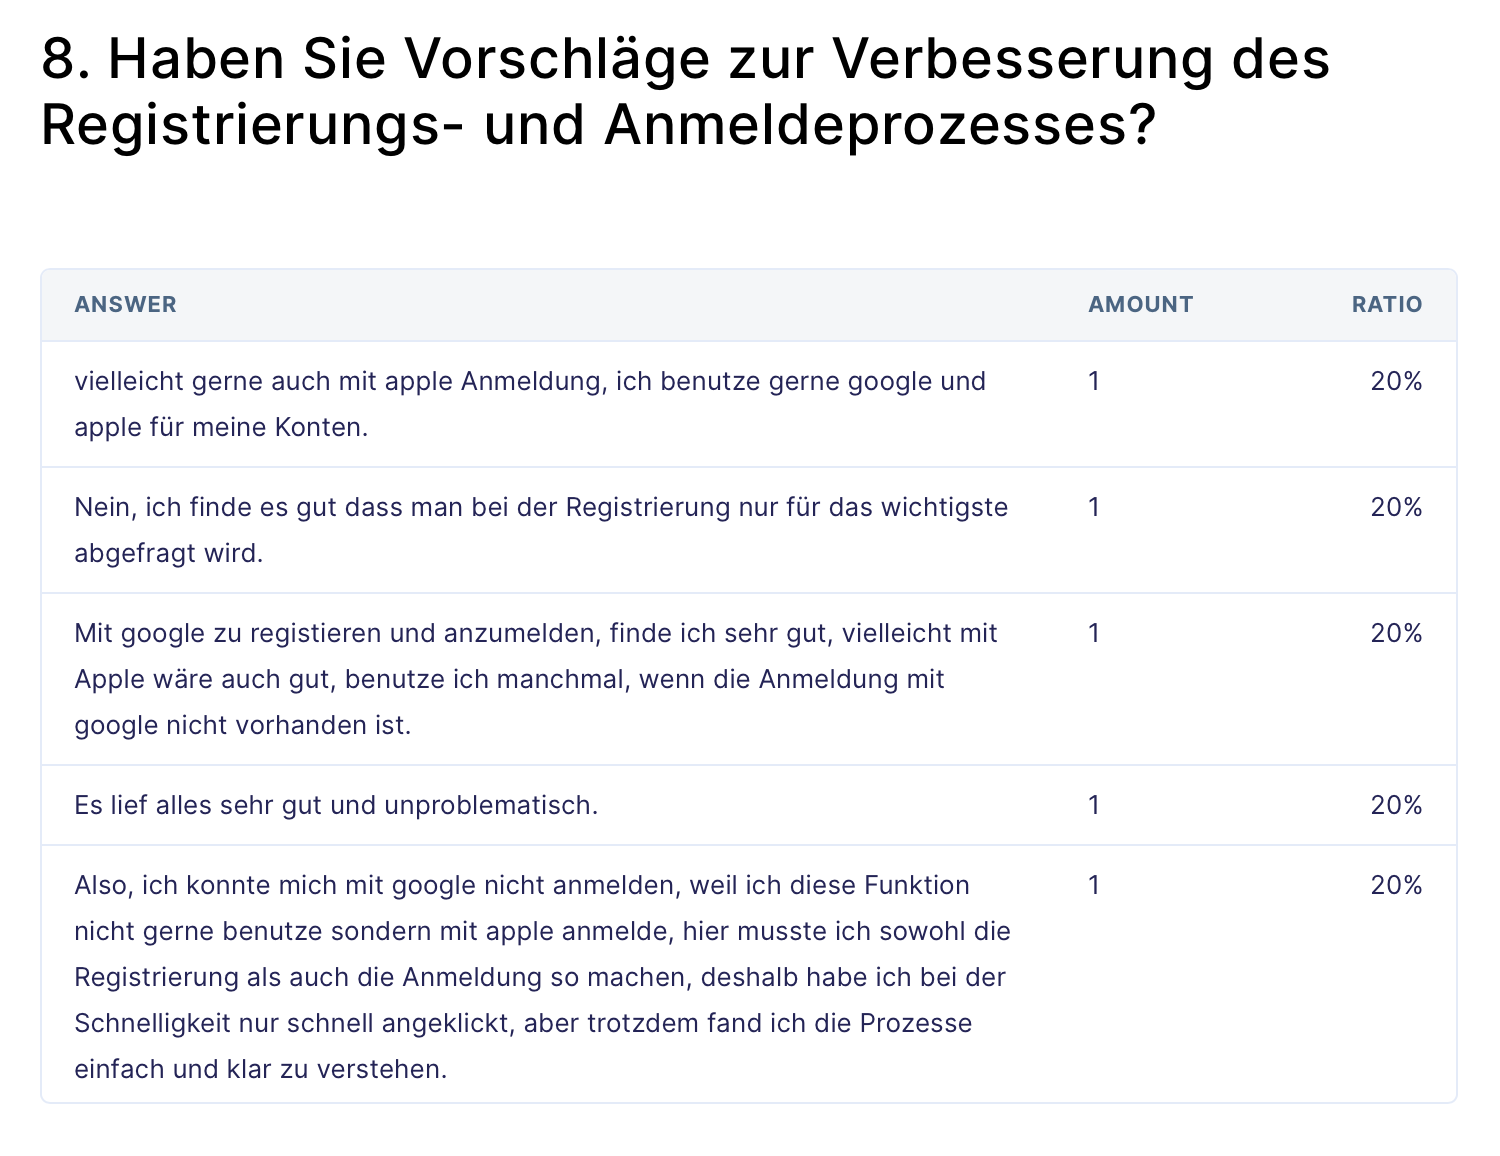 8. Haben Sie Vorschläge zur Verbesserung des
Registrierungs- und Anmeldeprozesses?
ANSWER AMOUNT RATIO
vielleicht gerne auch mit apple Anmeldung, ich benutze gerne google und 1 20%
apple für meine Konten.
Nein, ich finde es gut dass man bei der Registrierung nur für das wichtigste 1 20%
abgefragt wird.
Mit google zu registieren und anzumelden, finde ich sehr gut, vielleicht mit 1 20%
Apple wäre auch gut, benutze ich manchmal, wenn die Anmeldung mit
google nicht vorhanden ist.
Es lief alles sehr gut und unproblematisch. 1 20%
Also, ich konnte mich mit google nicht anmelden, weil ich diese Funktion 1 20%
nicht gerne benutze sondern mit apple anmelde, hier musste ich sowohl die
Registrierung als auch die Anmeldung so machen, deshalb habe ich bei der
Schnelligkeit nur schnell angeklickt, aber trotzdem fand ich die Prozesse
einfach und klar zu verstehen.